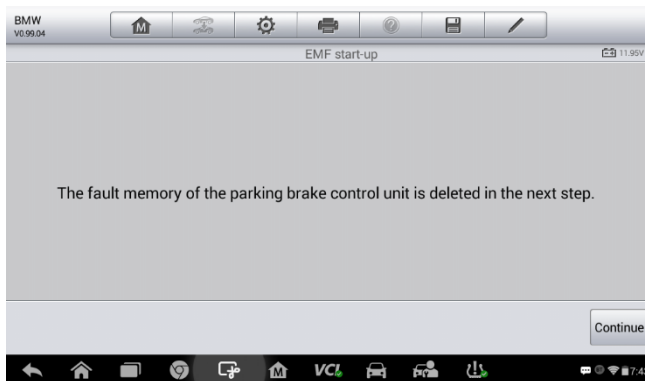 BMW
V0.99.04
M
EMF start-up
11.95V
The fault memory of the parking brake control unit is deleted in the next step.
Continue
M
VCI